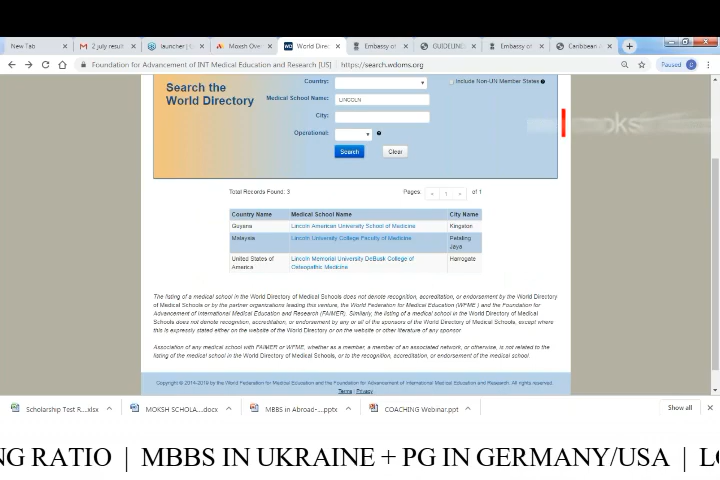 New Tab
2 july result
launcher
Moxsh Over
World Direc
Embassy of
GUIDELINE
Embassy of
Caribbean
Foundation for Advancement of INT Medical Education and Research [US] | https://search.wdoms.org
Paused
C
Search the
World Directory
Country:
Include Non-UN Member States
Medical School Name:
LINCOLN
City:
Operational:
Search
Clear
Total Records Found: 3
Pages:
1
of 1
Country Name Medical School Name City Name
Guyana Lincoln American University School of Medicine Kingston
Malaysia Lincoln University College Faculty of Medicine Petaling
Jaya
United States of Lincoln Memorial University DeBusk College of Harrogate
America Osteopathic Medicine
The listing of a medical school in the World Directory of Medical Schools does not denote recognition, accreditation, or endorsement by the World Directory
of Medical Schools or by the partner organizations leading this venture, the World Federation for Medical Education (WFME) and the Foundation for
Advancement of International Medical Education and Research (FAIMER). Similarly, the listing of a medical school in the World Directory of Medical
Schools does not denote recognition, accreditation, or endorsement by any or all of the sponsors of the World Directory of Medical Schools, except where
this is expressly stated either on the website of the World Directory or on the website or other literature of any sponsor.
Association of any medical school with FAIMER or WFME, whether as a member, a member of an associated network, or otherwise, is not related to the
listing of the medical school in the World Directory of Medical Schools, or to the recognition, accreditation, or endorsement of the medical school.
Copyright © 2014-2019 by the World Federation for Medical Education and the Foundation for Advancement of International Medical Education and Research. All rights reserved.
Terms | Privacy
Scholarship Test R....xlsx
MOKSH SCHOLA....docx
MBBS in Abroad-....pptx
COACHING Webinar.ppt
Show all
NG RATIO | MBBS IN UKRAINE + PG IN GERMANY/USA | LO